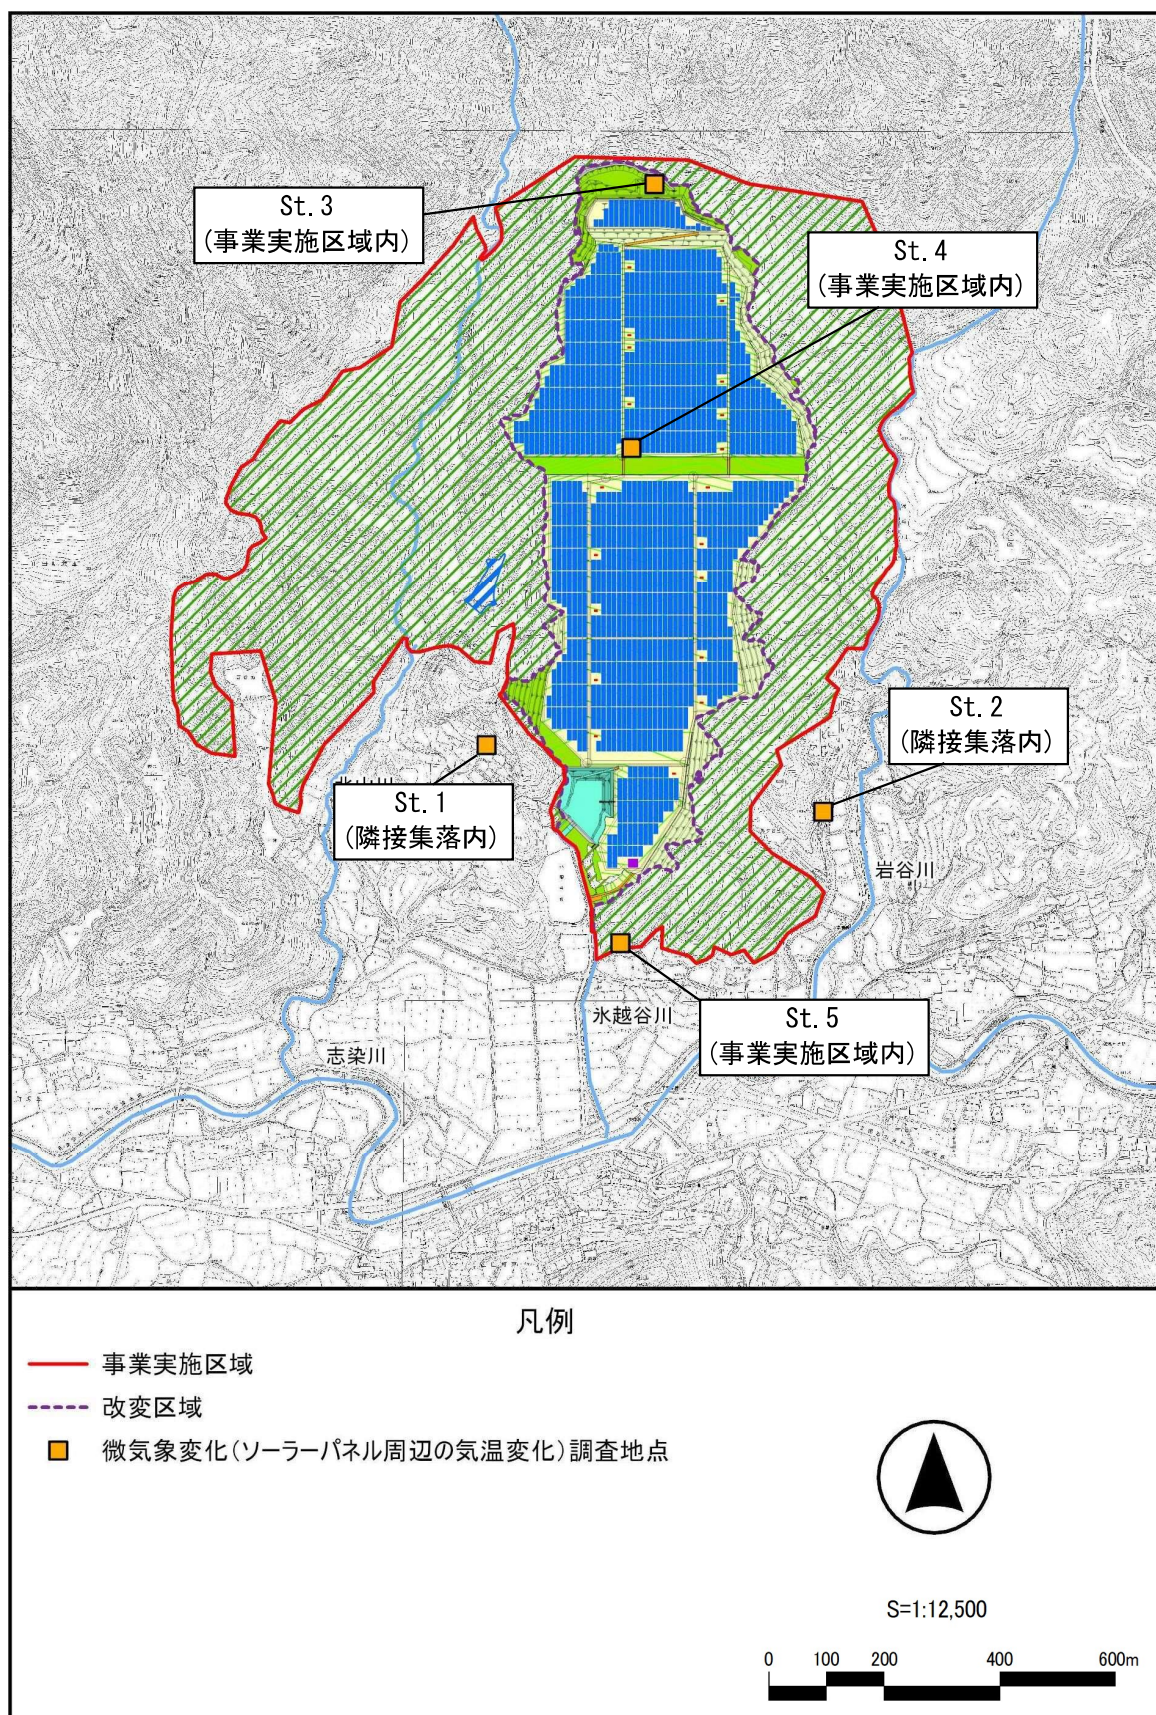 St. 3
(事業実施区域内)
St. 4
(事業実施区域内)
St. 2
(隣接集落内)
St. 1
(隣接集落内)
岩谷川
氷越谷川
St. 5
(事業実施区域内)
志染川
凡例
事業実施区域
改変区域
微気象変化(ソーラーパネル周辺の気温変化)調査地点
S=1:12,500
0 100 200 400 600m